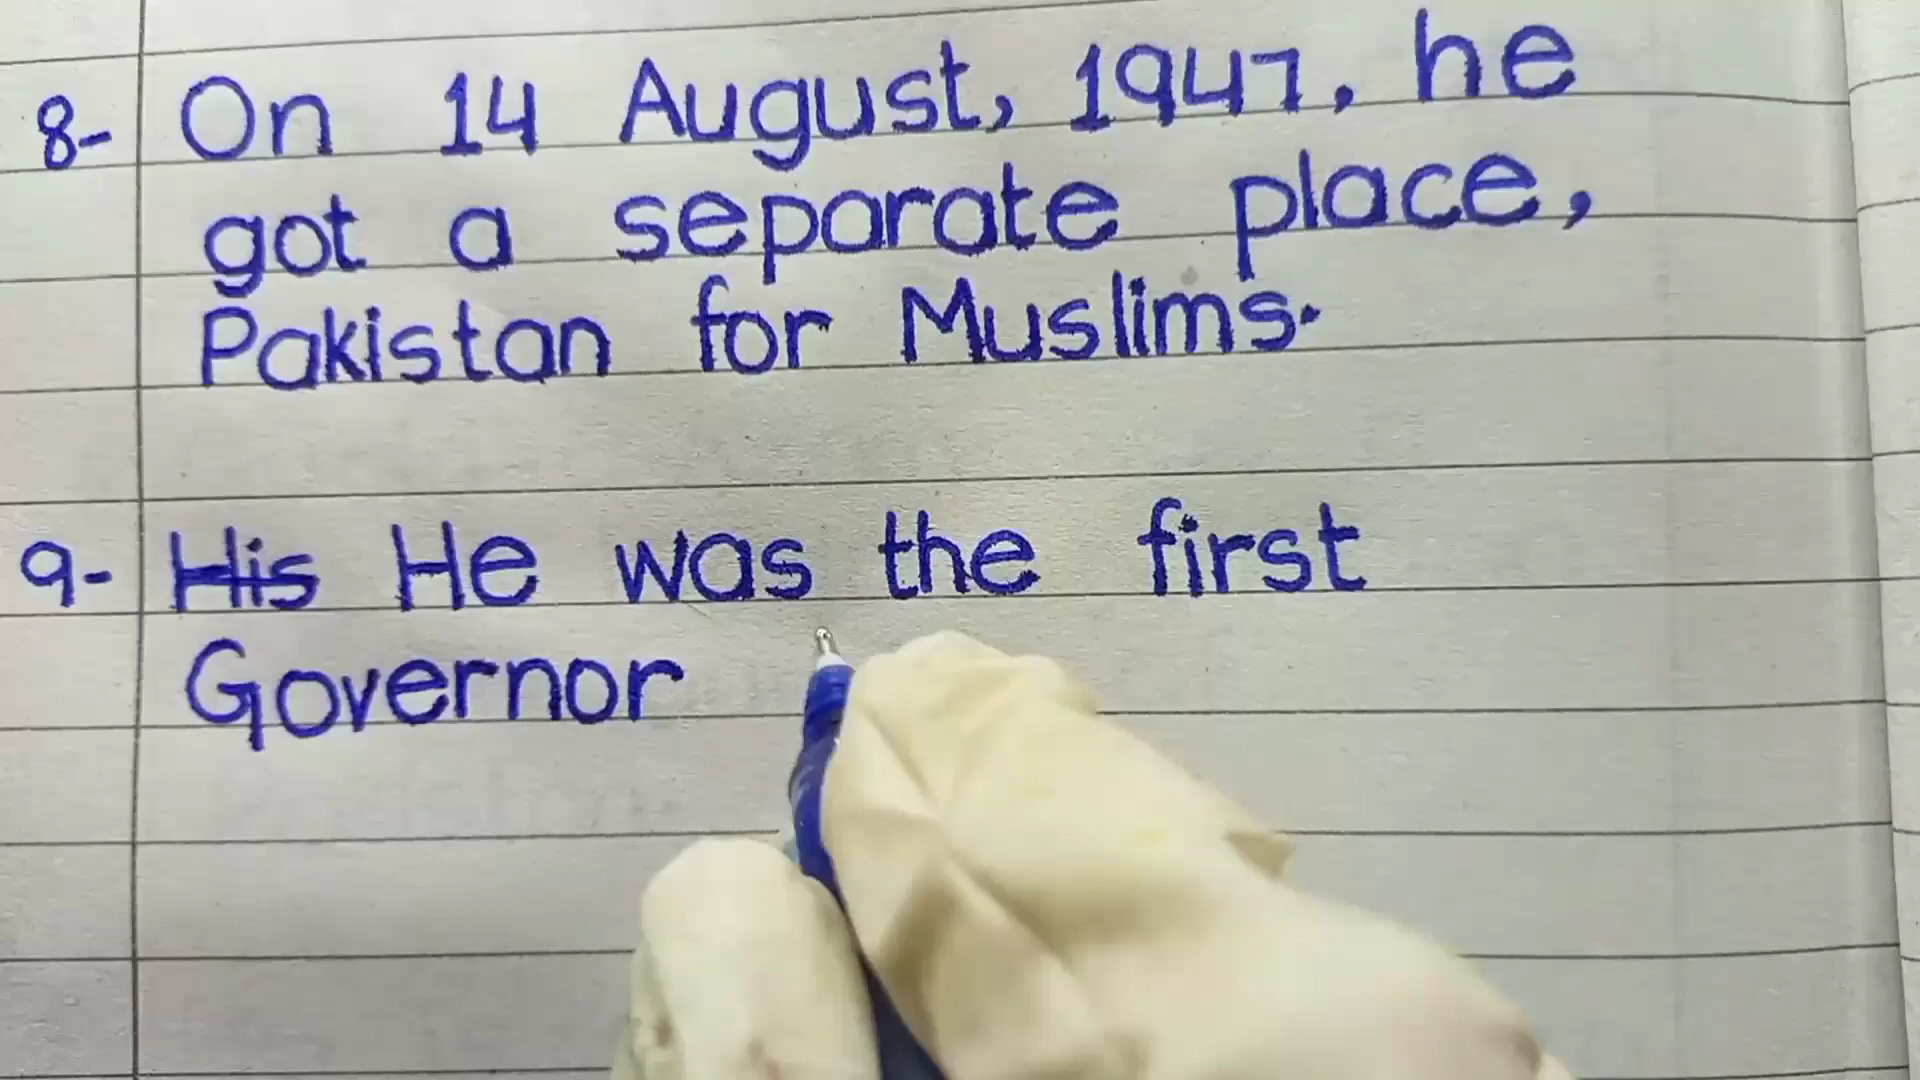 8- On 14 August, 1947, he
got a separate place,
Pakistan for Muslims.
9- His He was the first
Governor